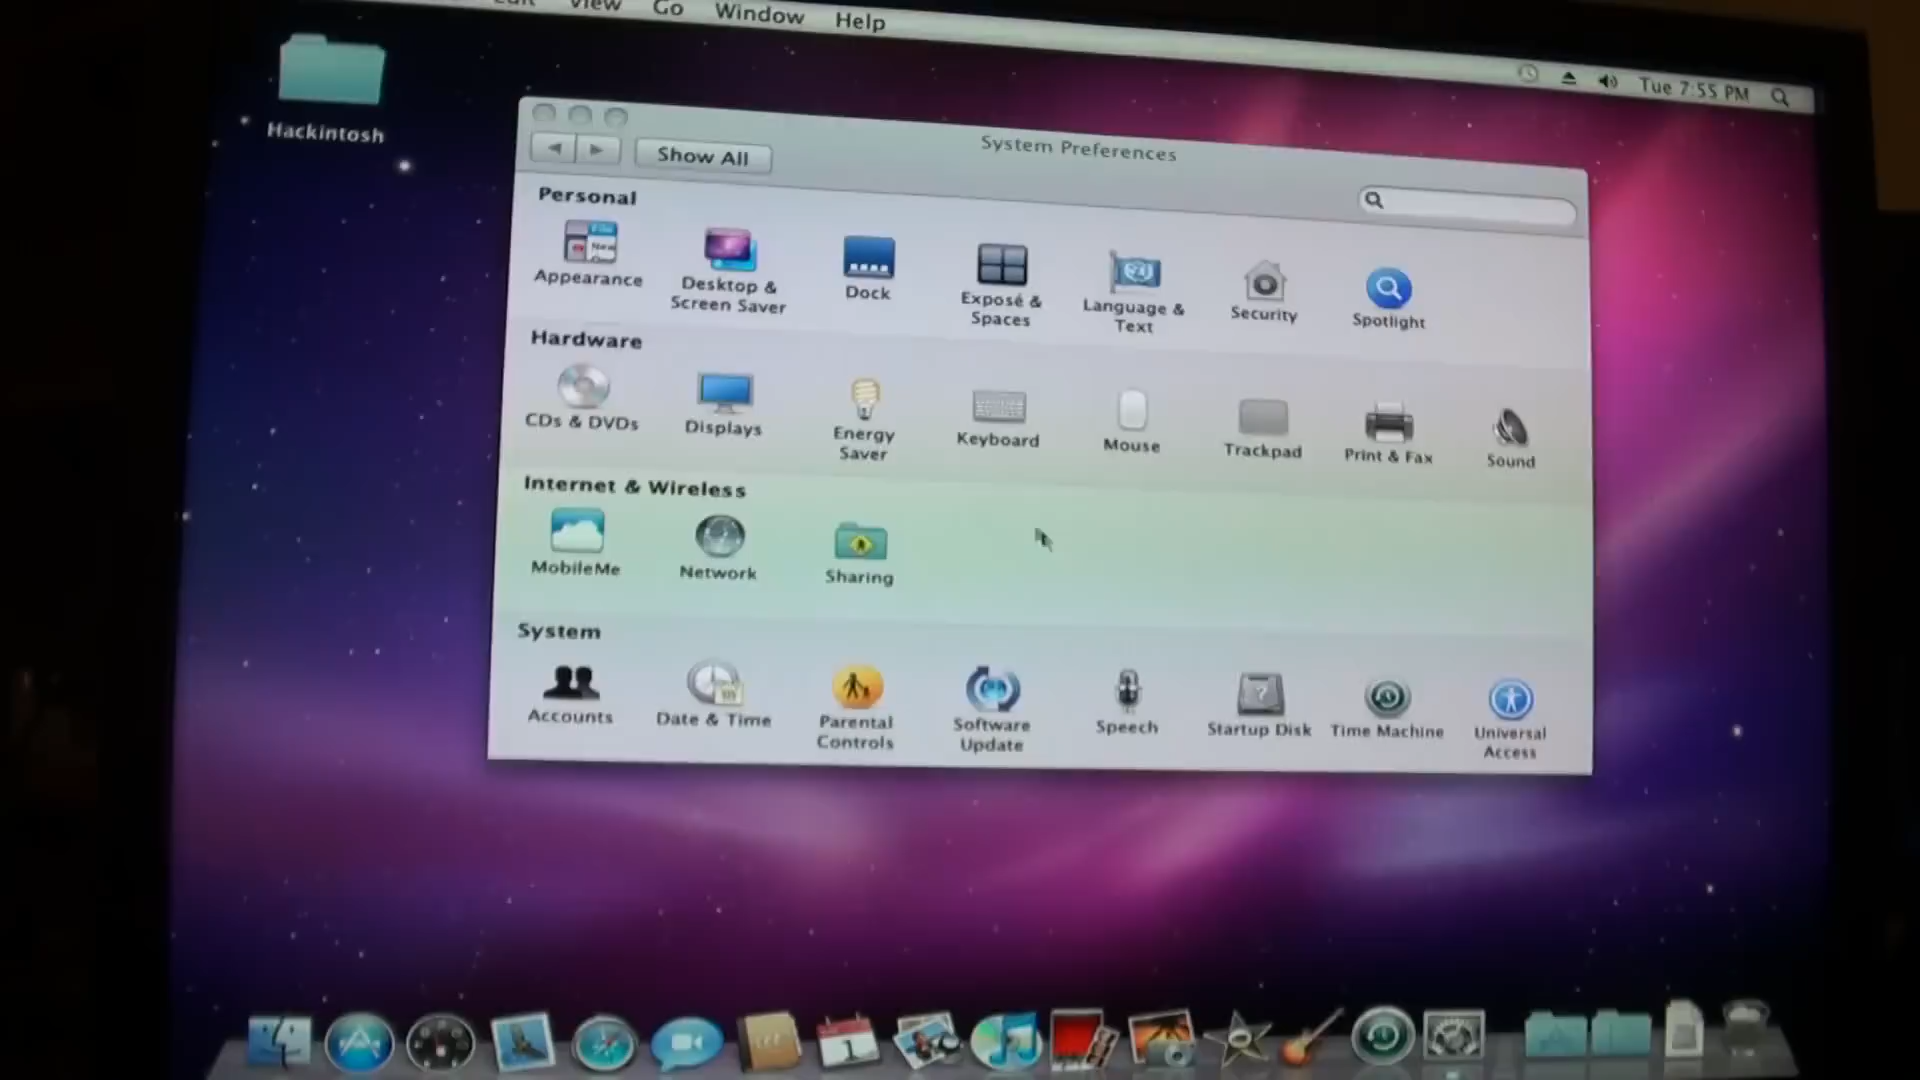 View Go Window Help
Tue 7:55 PM
Hackintosh
System Preferences
Show All
Personal
Appearance
Desktop &
Screen Saver
Dock
Exposé &
Spaces
Language &
Text
Security
Spotlight
Hardware
CDs & DVDs
Displays
Energy
Saver
Keyboard
Mouse
Trackpad
Print & Fax
Sound
Internet & Wireless
MobileMe
Network
Sharing
System
Accounts
Date & Time
Parental
Controls
Software
Update
Speech
Startup Disk
Time Machine
Universal
Access
1